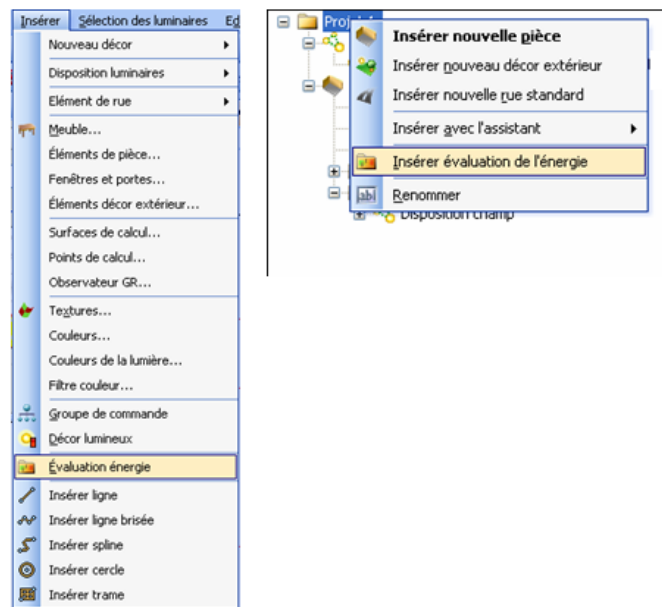 Insérer Sélection des luminaires Ed
Nouveau décor
Disposition luminaires
Elément de rue
Meuble...
Éléments de pièce...
Fenêtres et portes...
Éléments décor extérieur...
Surfaces de calcul...
Points de calcul...
Observateur GR...
Textures...
Couleurs...
Couleurs de la lumière...
Filtre couleur...
Groupe de commande
Décor lumineux
Évaluation énergie
Insérer ligne
Insérer ligne brisée
Insérer spline
Insérer cercle
Insérer trame
Insérer nouvelle pièce
Insérer nouveau décor extérieur
Insérer nouvelle rue standard
Insérer avec l'assistant
Insérer évaluation de l'énergie
Renommer
Disposition champ